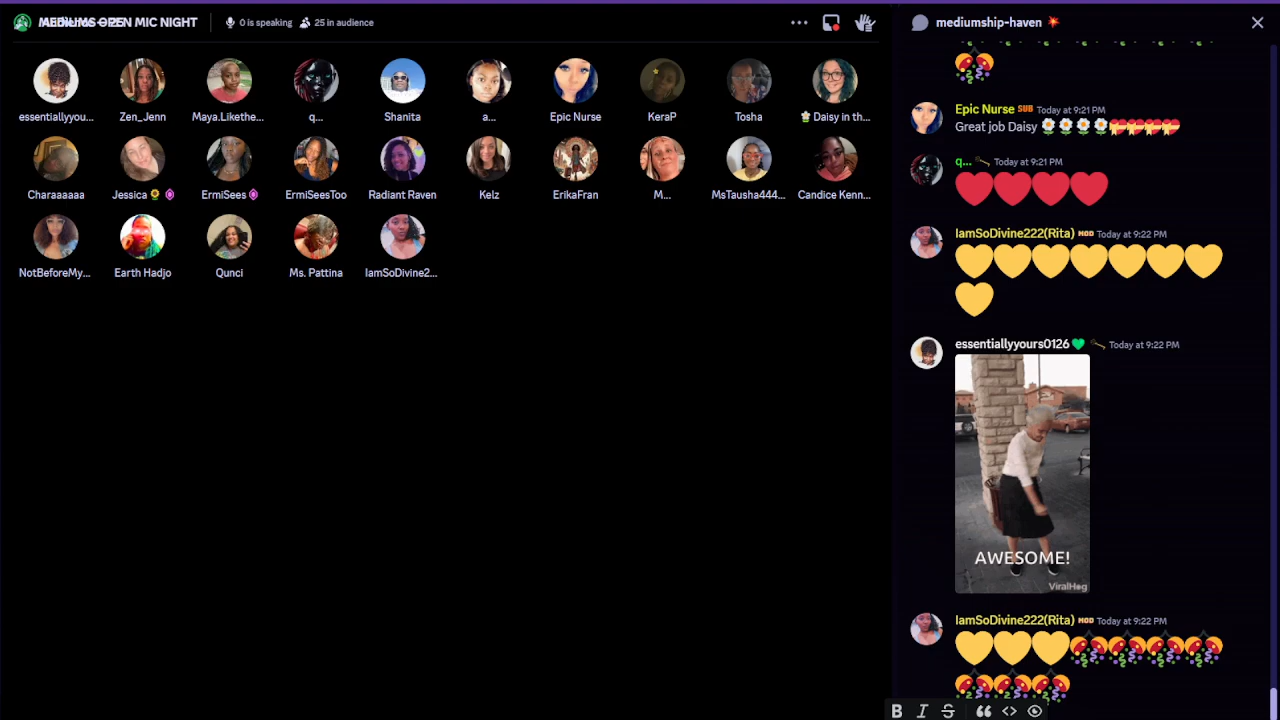 MEDIUMS OPEN MIC NIGHT
0 is speaking
25 in audience
essentiallyyou...
Zen_Jenn
Maya.Likethe...
q...
Shanita
a...
Epic Nurse
KeraP
Tosha
Daisy in th...
Charaaaaaa
Jessica
ErmiSees
ErmiSeesToo
Radiant Raven
Kelz
ErikaFran
M...
MsTausha444...
Candice Kenn...
NotBeforeMy...
Earth Hadjo
Qunci
Ms. Pattina
IamSoDivine2...
mediumship-haven
Epic Nurse SUB Today at 9:21 PM
Great job Daisy
q... Today at 9:21 PM
IamSoDivine222(Rita) MOD Today at 9:22 PM
essentiallyyours0126 Today at 9:22 PM
AWESOME!
ViralHog
IamSoDivine222(Rita) MOD Today at 9:22 PM
B I S